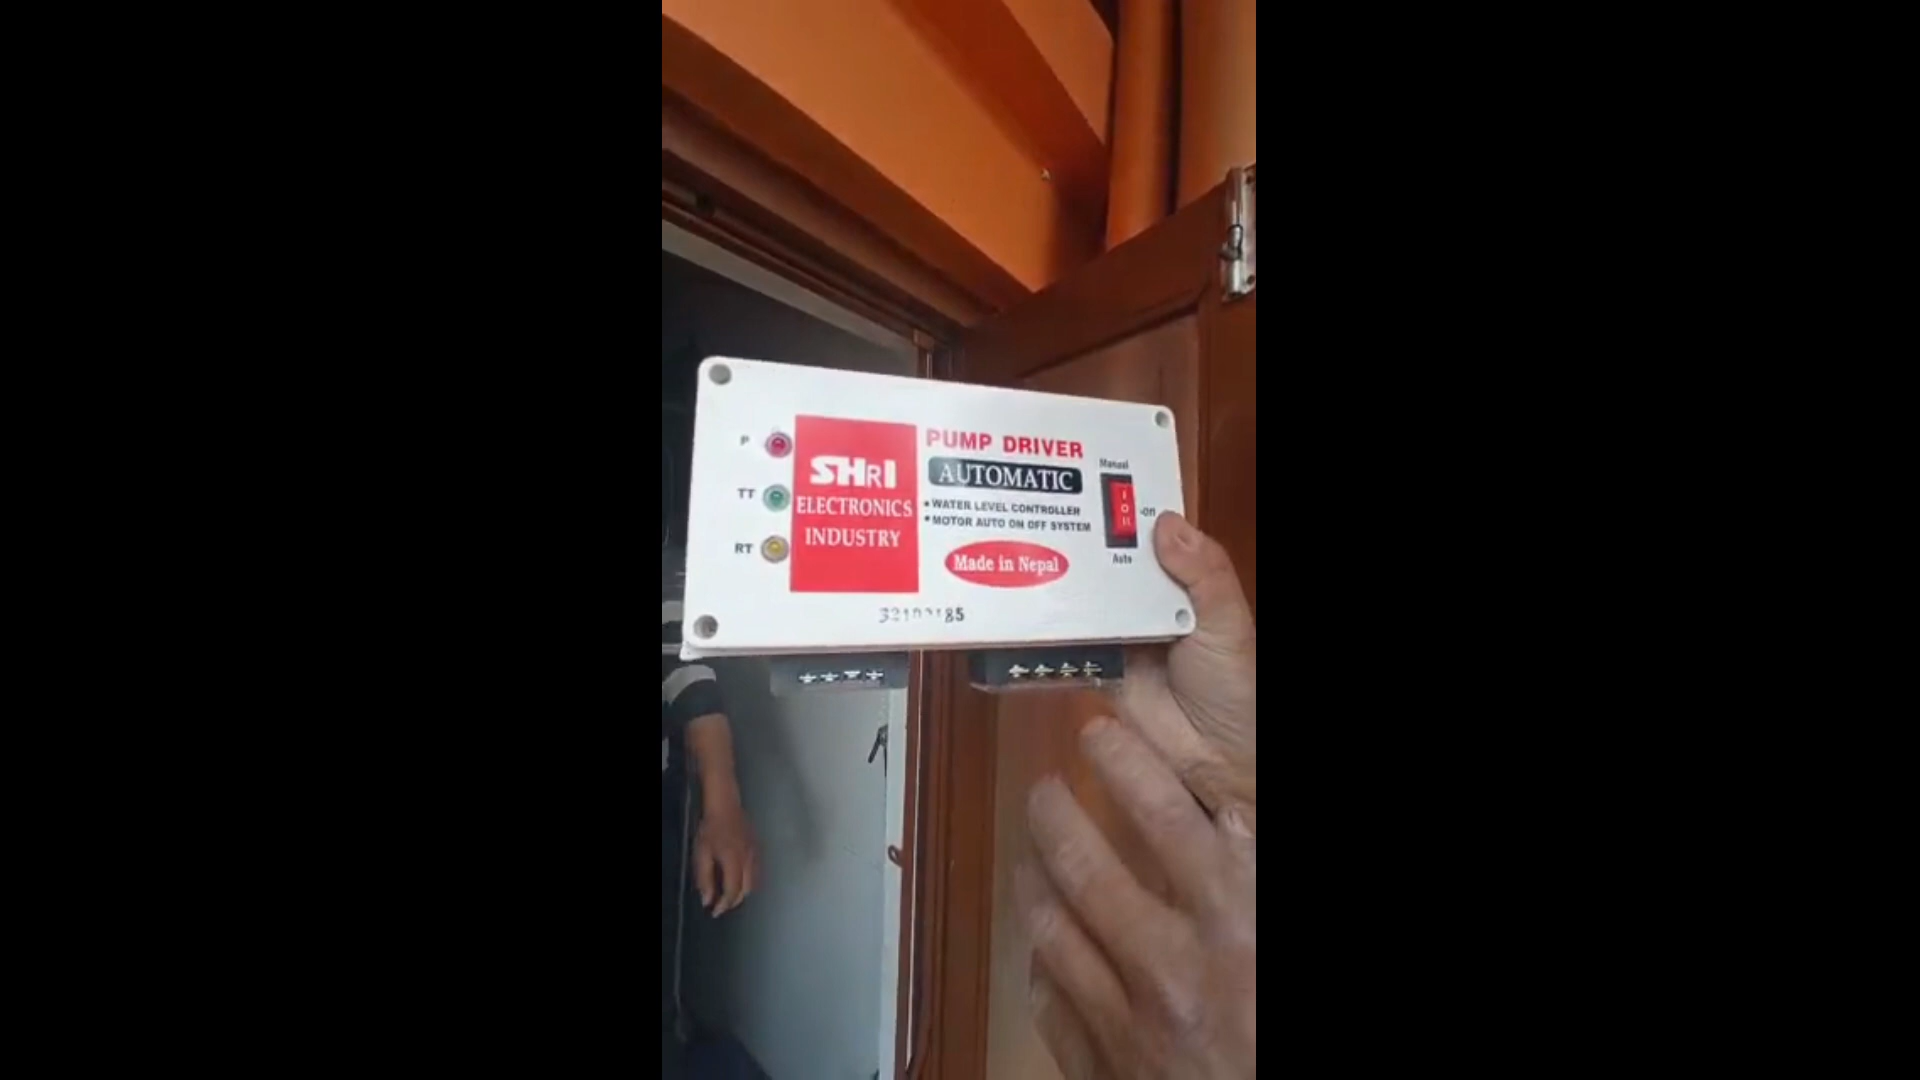 P
TT
RT
SHRI
ELECTRONICS
INDUSTRY
PUMP DRIVER
AUTOMATIC
• WATER LEVEL CONTROLLER
• MOTOR AUTO ON OFF SYSTEM
Made in Nepal
Manual
I
O
II
Auto